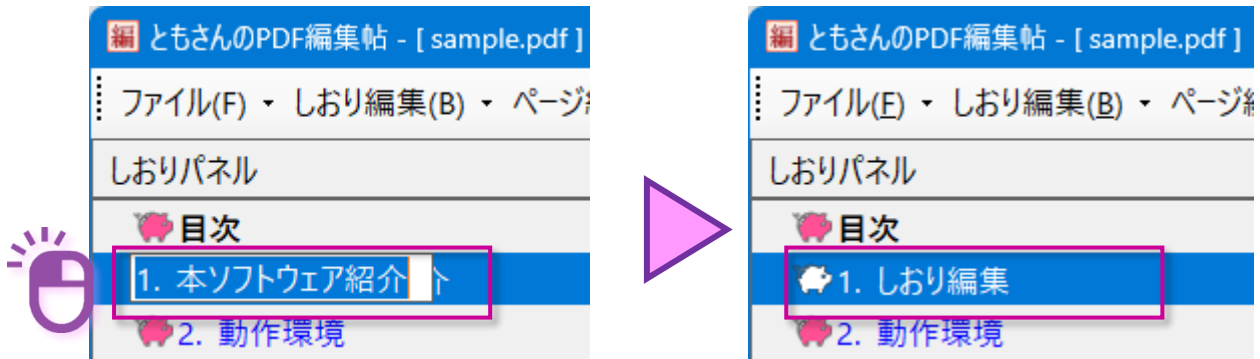 編 ともさんのPDF編集帖 - [ sample.pdf ]
ファイル(F) しおり編集(B) ページ
しおりパネル
目次
1. 本ソフトウェア紹介
2. 動作環境
編 ともさんのPDF編集帖 - [ sample.pdf ]
ファイル(F) しおり編集(B) ページ
しおりパネル
目次
1. しおり編集
2. 動作環境